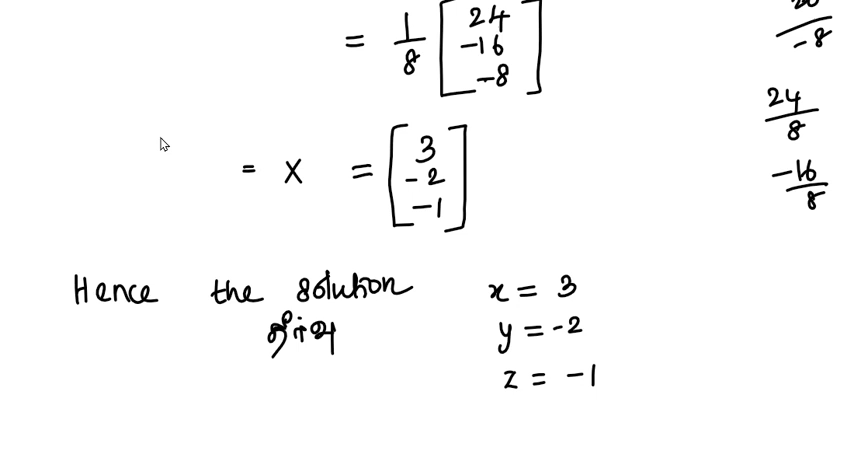 = 1/8 [24
-16
-8]
-8
24/8
-16/8
= X = [3
-2
-1]
Hence the solution x = 3
தீர்வு y = -2
z = -1